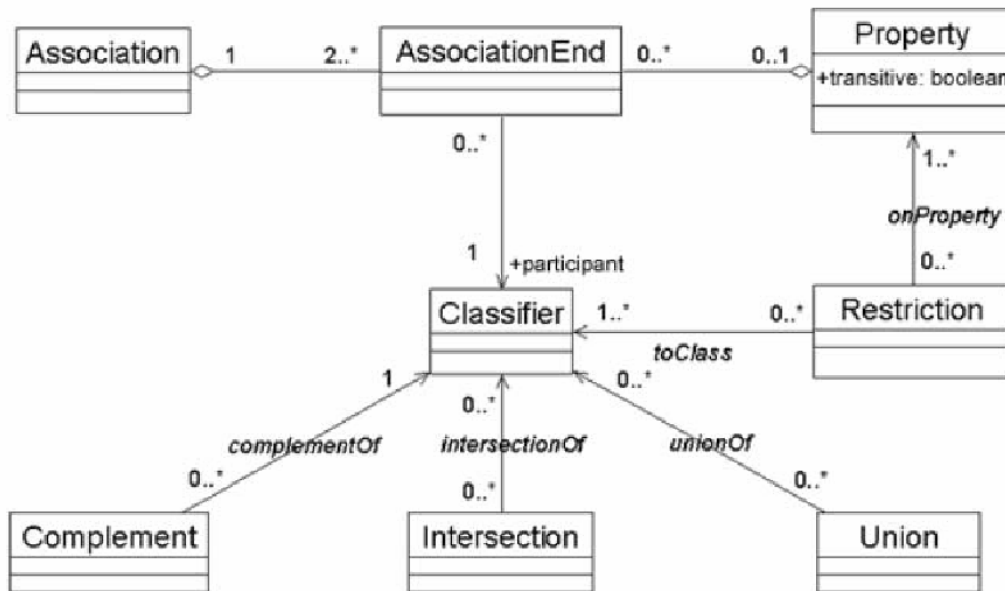 Association
1
2..*
AssociationEnd
0..*
0..1
Property
+transitive: boolean
0..*
1..*
onProperty
0..*
1
+participant
Classifier
1..*
0..*
toClass
Restriction
1
0..*
0..*
complementOf
intersectionOf
unionOf
0..*
0..*
0..*
Complement
Intersection
Union